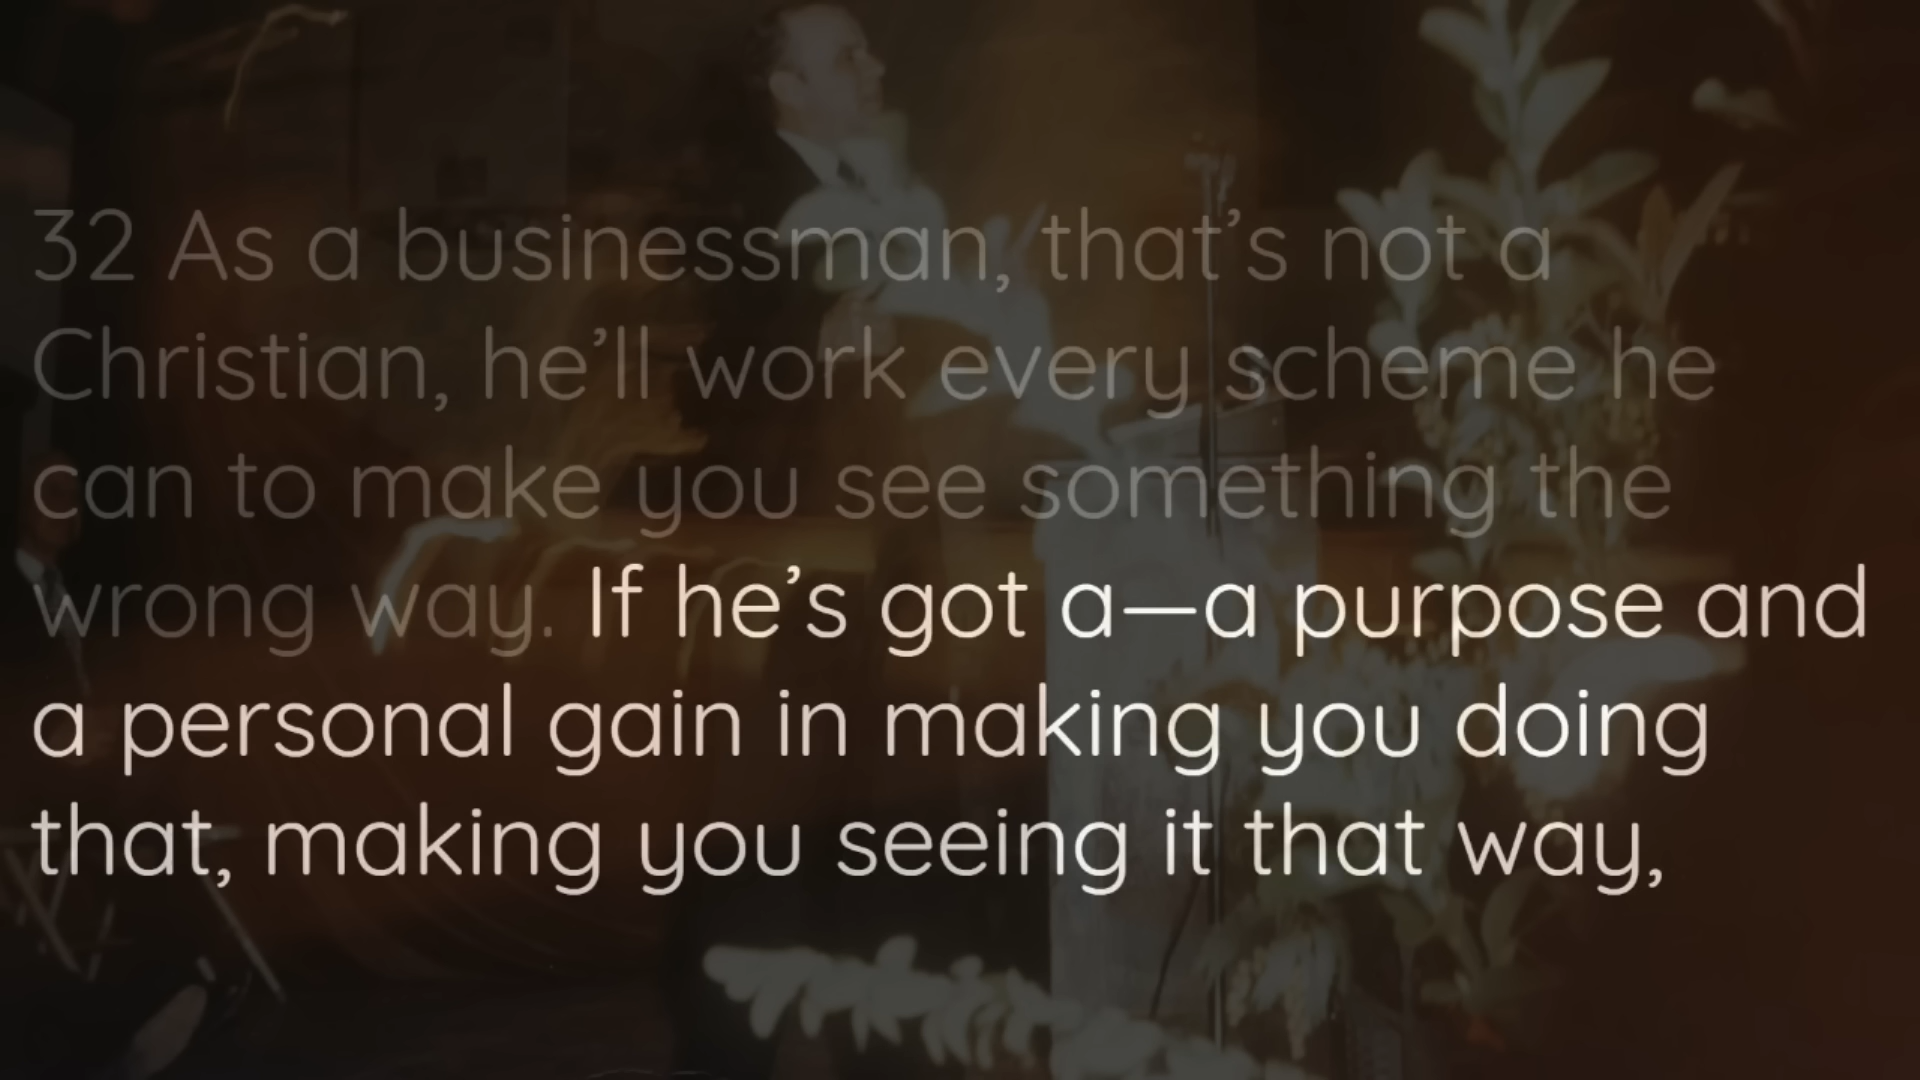 32 As a businessman, that’s not a
Christian, he’ll work every scheme he
can to make you see something the
wrong way. If he’s got a—a purpose and
a personal gain in making you doing
that, making you seeing it that way,